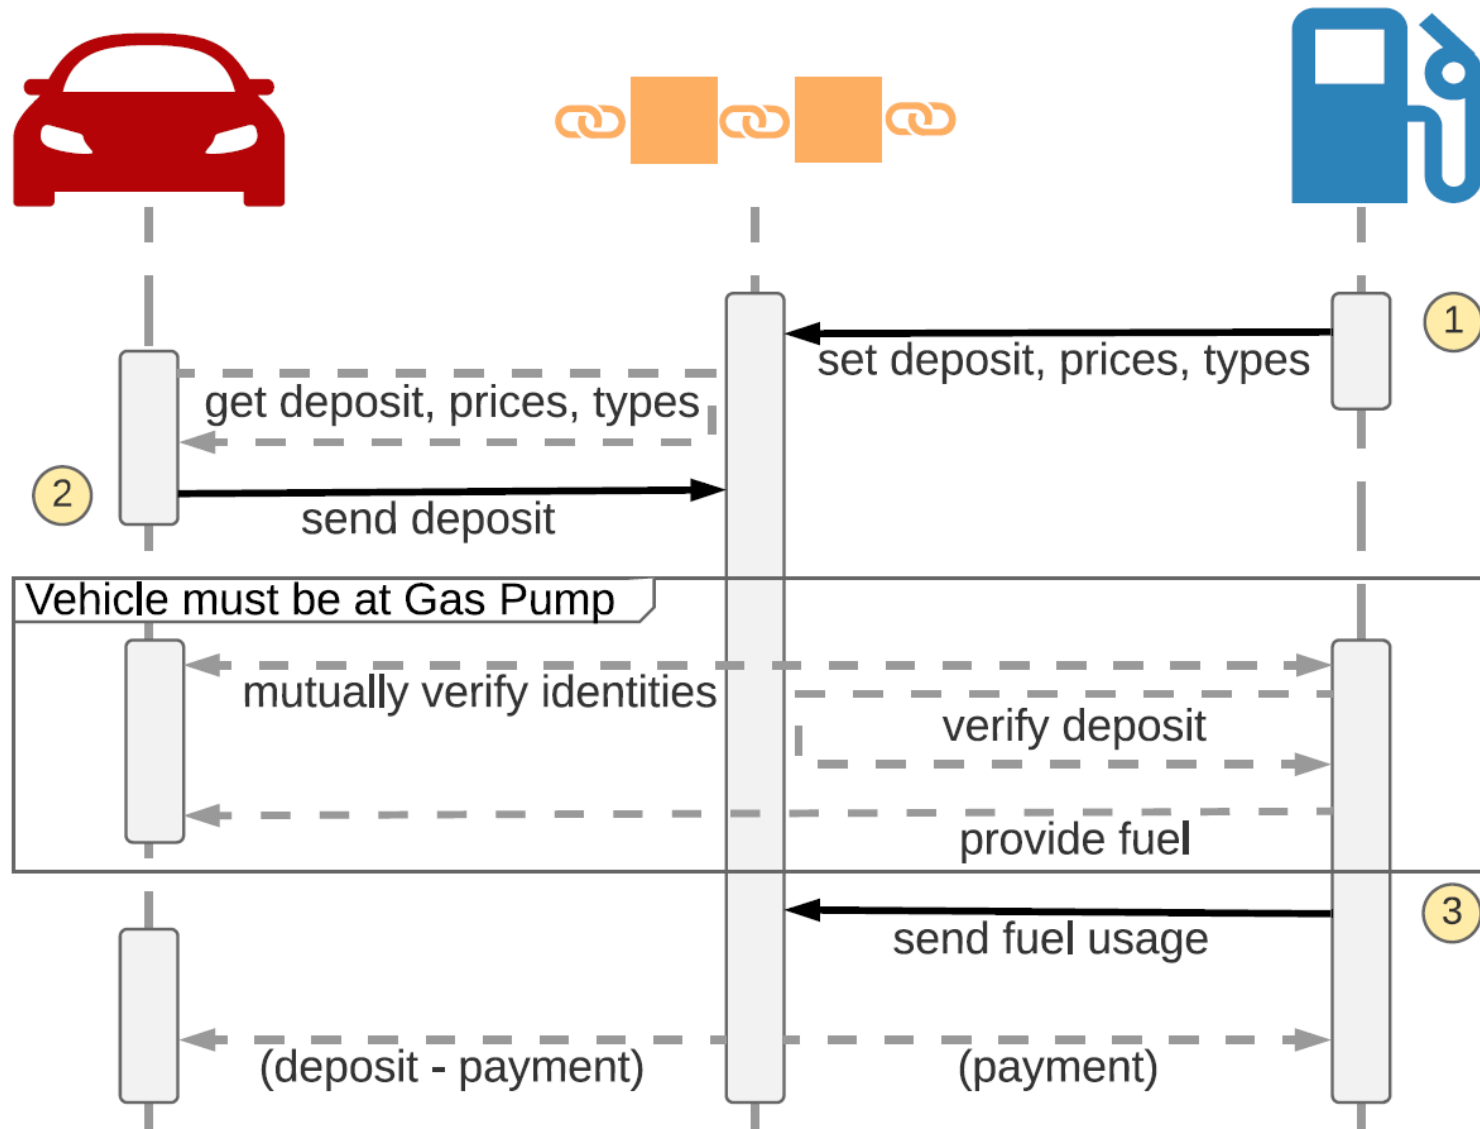 1
set deposit, prices, types
get deposit, prices, types
2
send deposit
Vehicle must be at Gas Pump
mutually verify identities
verify deposit
provide fuel
3
send fuel usage
(deposit - payment)
(payment)